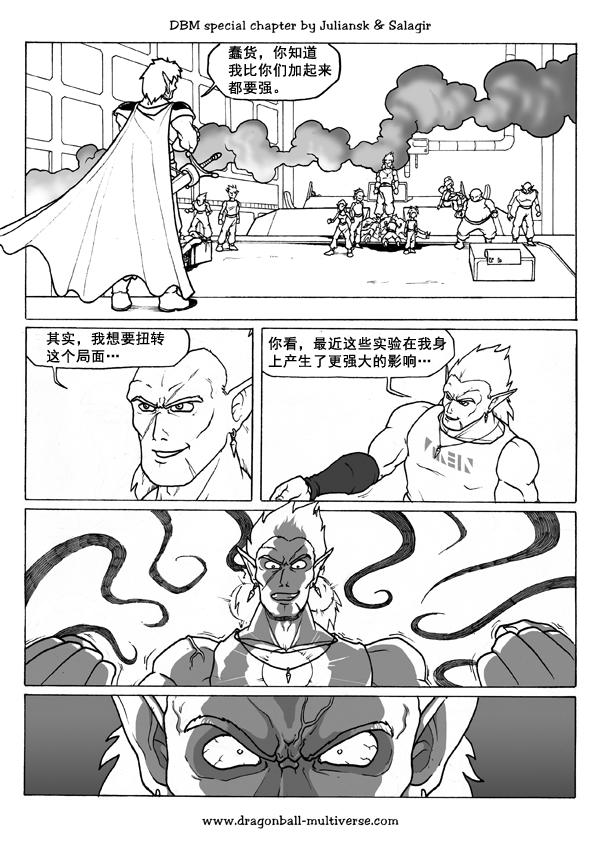 DBM special chapter by Juliansk & Salagir
蠢货，你知道
我比你们加起来
都要强。
其实，我想要扭转
这个局面…
你看，最近这些实验在我身
上产生了更强大的影响…
www.dragonball-multiverse.com